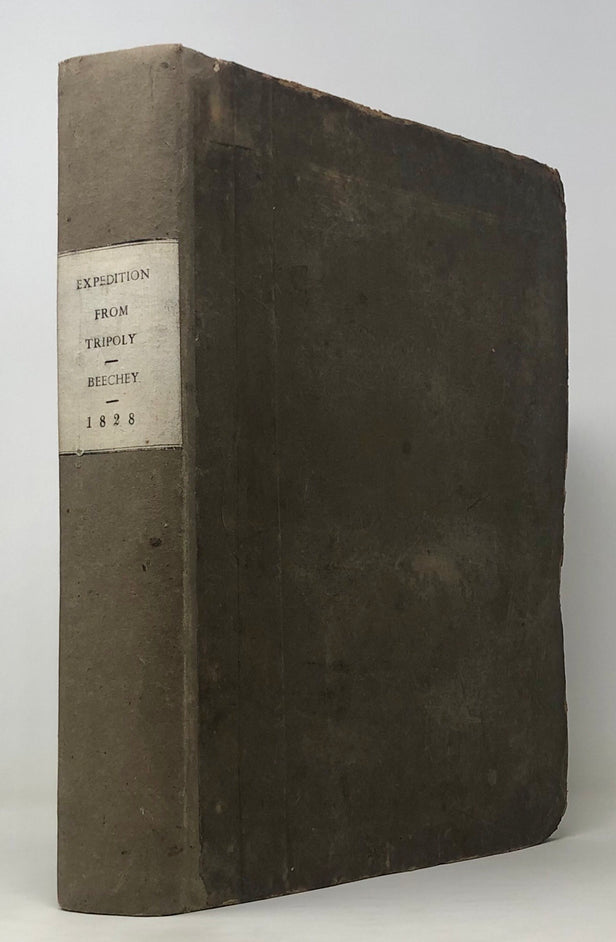 EXPEDITION
FROM
TRIPOLY
—
BEECHEY
—
1828